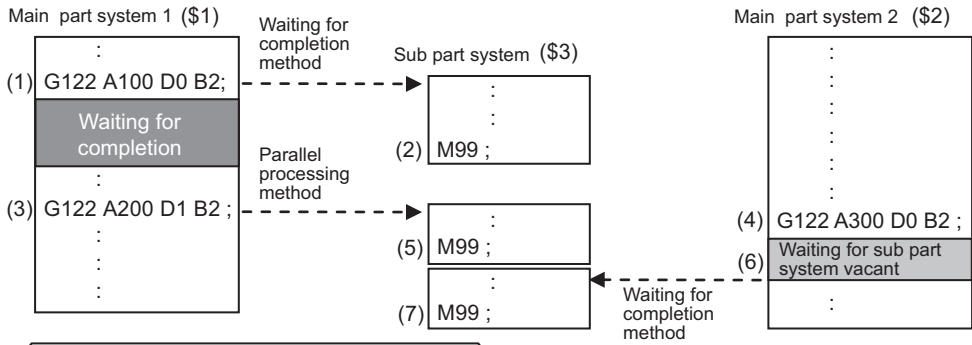 Main part system 1 ($1)
:
(1) G122 A100 D0 B2;
Waiting for
completion
:
(3) G122 A200 D1 B2 ;
:
:
:
Waiting for
completion
method
Parallel
processing
method
Sub part system ($3)
:
:
(2) M99 ;
:
(5) M99 ;
:
(7) M99 ;
Waiting for
completion
method
Main part system 2 ($2)
:
:
:
:
:
:
(4) G122 A300 D0 B2 ;
(6) Waiting for sub part
system vacant
: